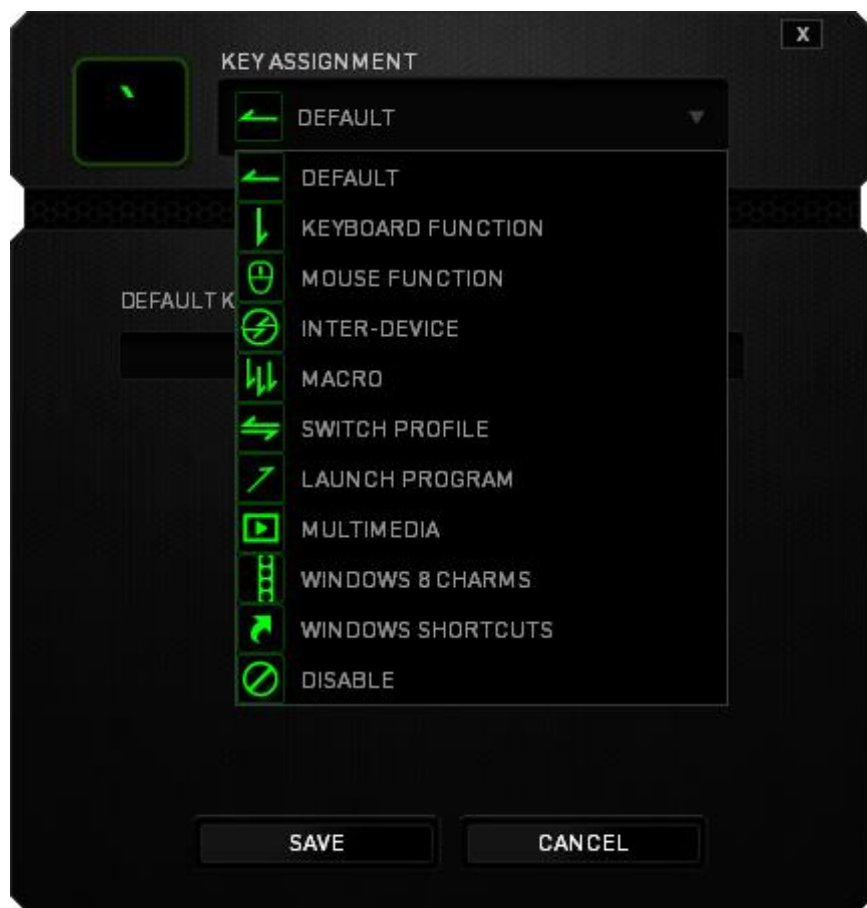 X
KEY ASSIGNMENT
`
DEFAULT
DEFAULT
KEYBOARD FUNCTION
MOUSE FUNCTION
DEFAULT K
INTER-DEVICE
MACRO
SWITCH PROFILE
LAUNCH PROGRAM
MULTIMEDIA
WINDOWS 8 CHARMS
WINDOWS SHORTCUTS
DISABLE
SAVE
CANCEL